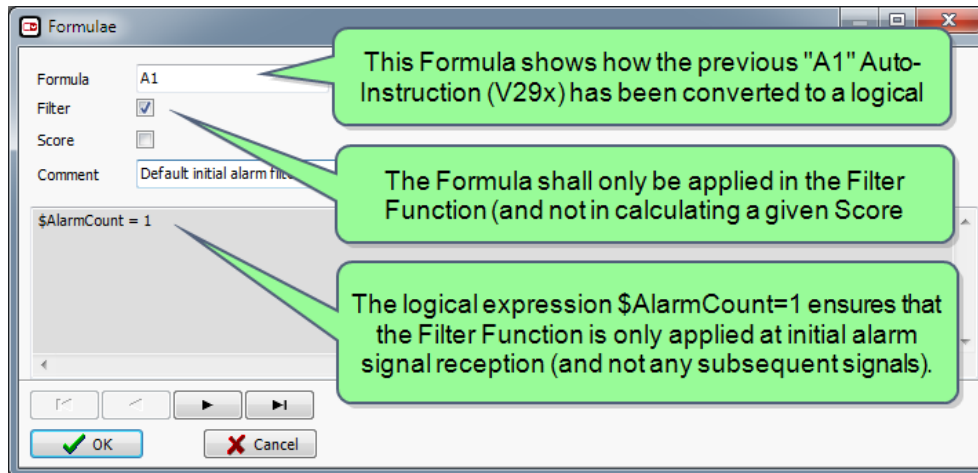 Formulae
Formula A1
This Formula shows how the previous "A1" Auto-
Instruction (V29x) has been converted to a logical
Filter
Score
Comment Default initial alarm
The Formula shall only be applied in the Filter
Function (and not in calculating a given Score
$AlarmCount = 1
The logical expression $AlarmCount=1 ensures that
the Filter Function is only applied at initial alarm
signal reception (and not any subsequent signals).
OK Cancel